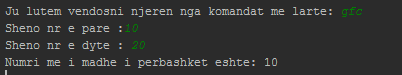 Ju lutem vendosni njeren nga komandat me larte: gfc
Sheno nr e pare :10
Sheno nr e dyte : 20
Numri me i madhe i perbashket eshte: 10